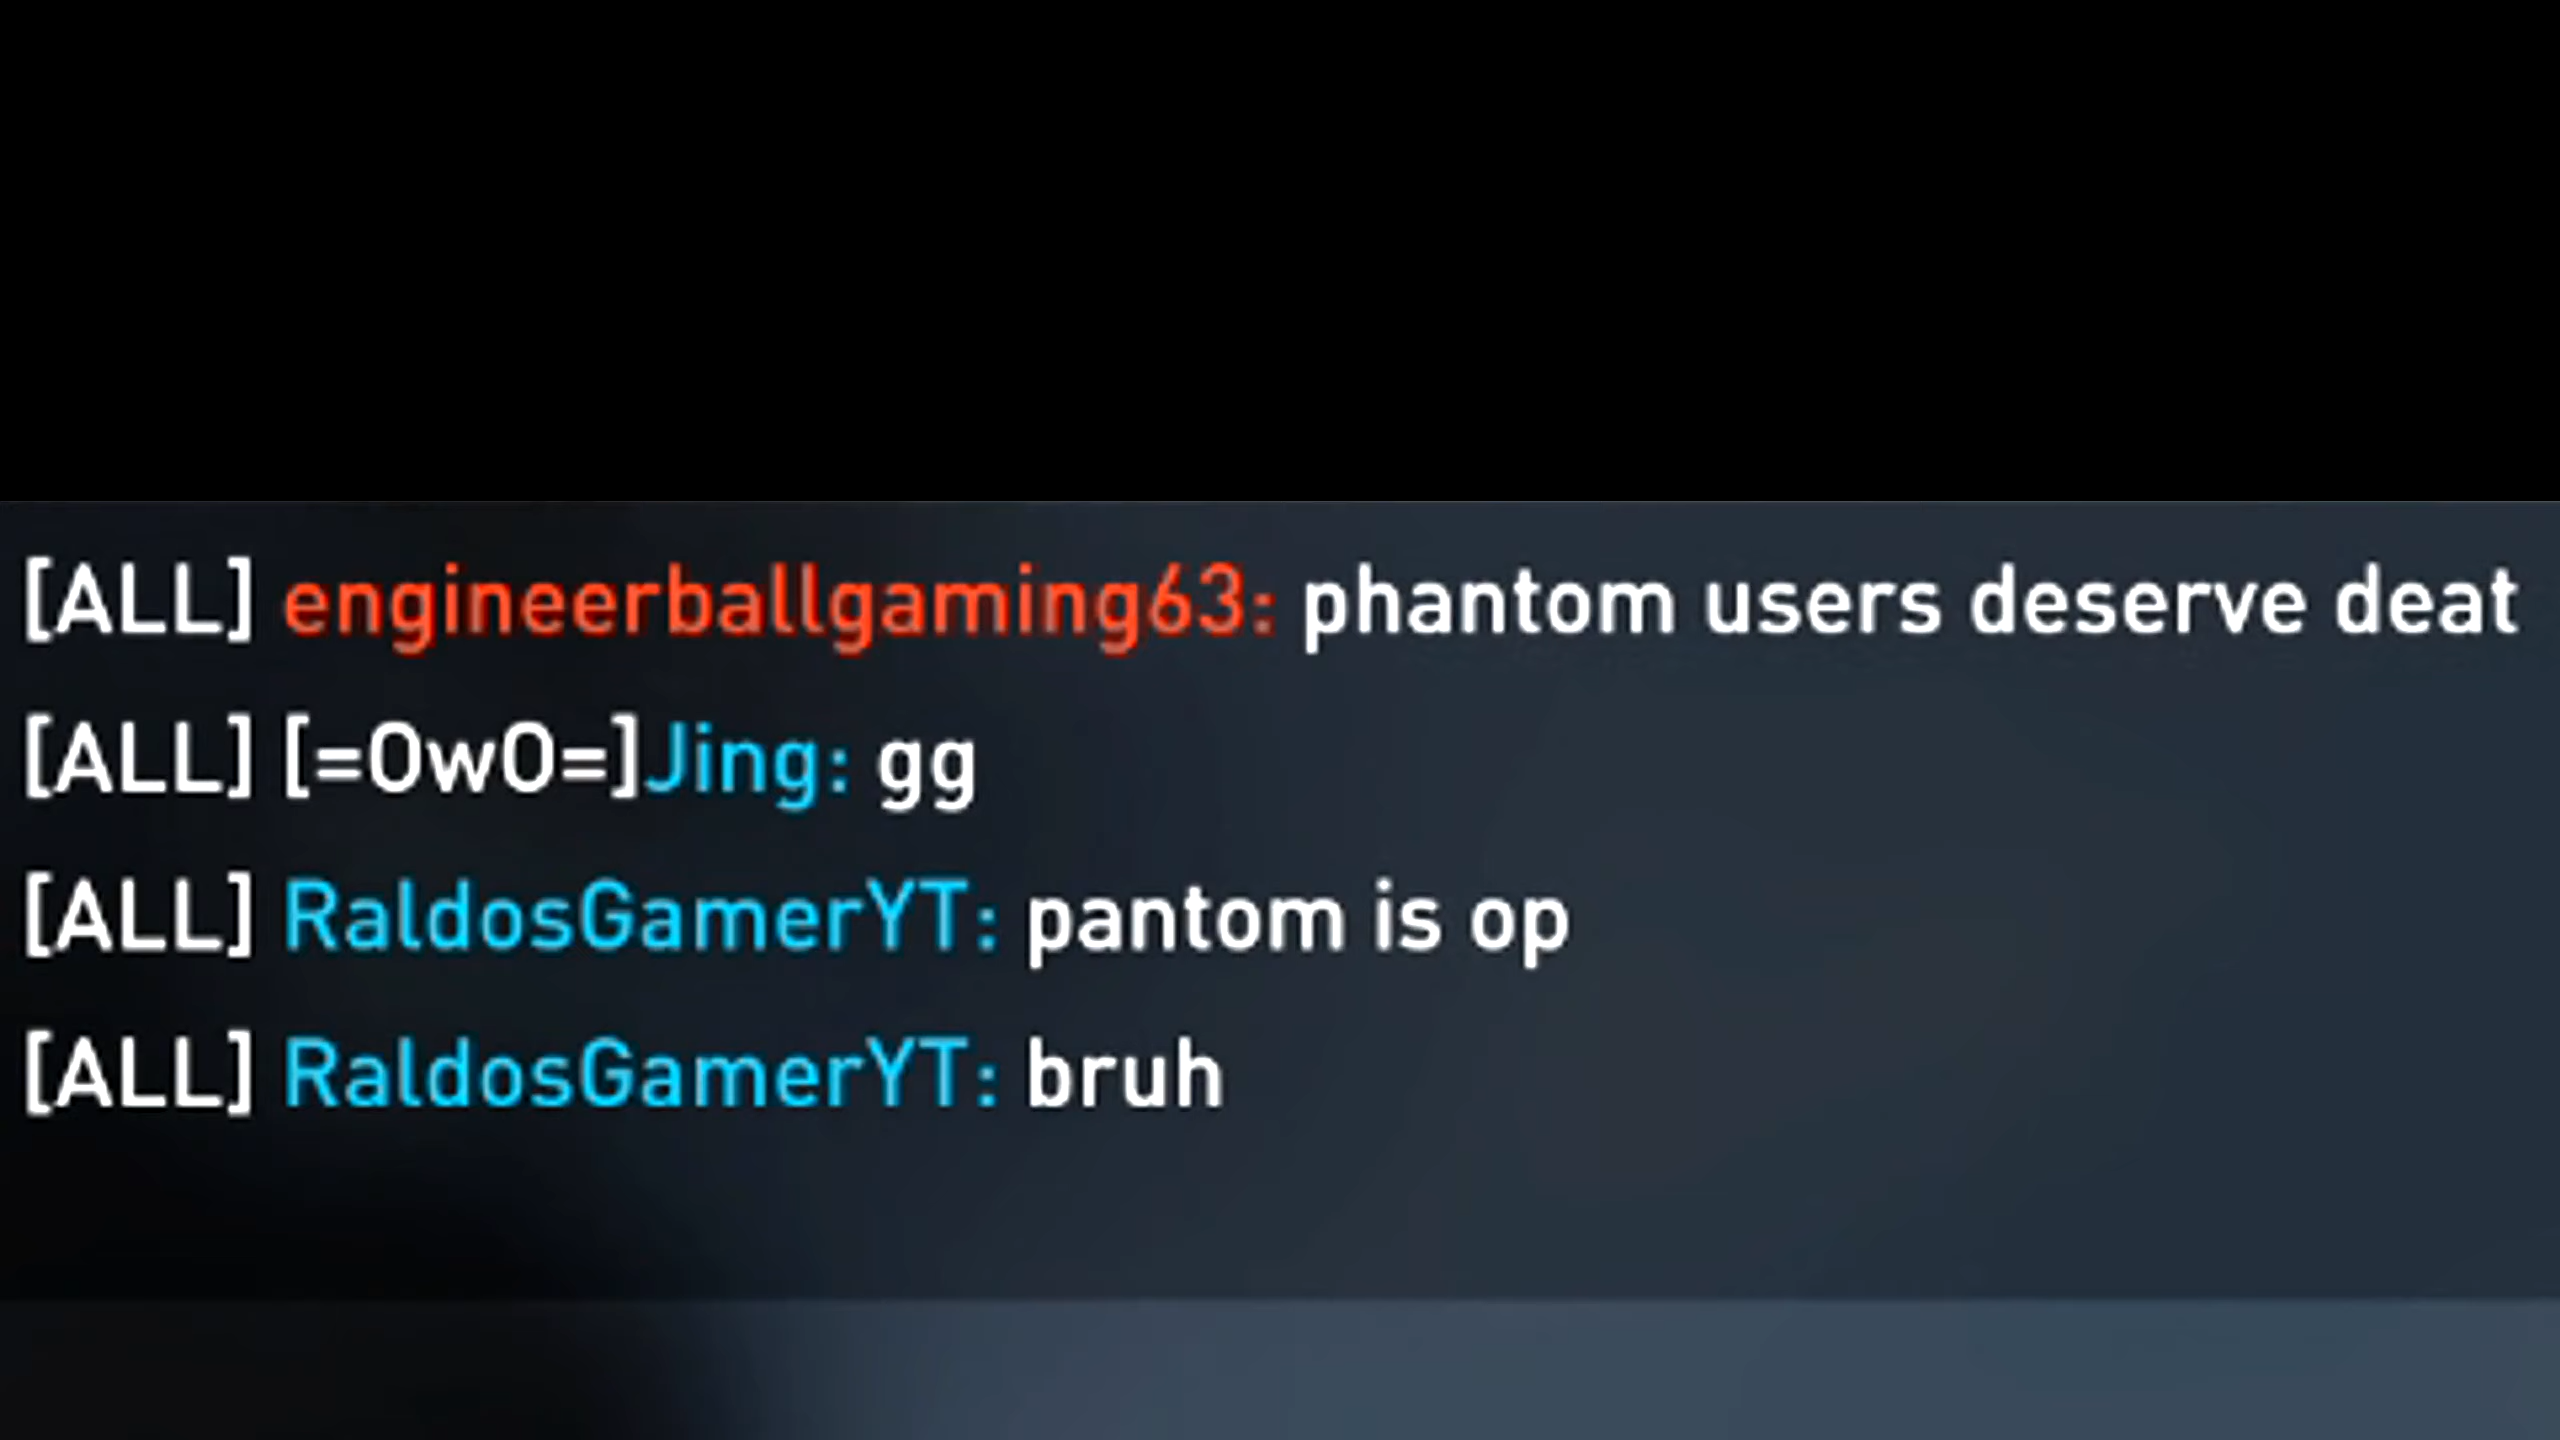 [ALL] engineerballgaming63: phantom users deserve deat
[ALL] [=OwO=]Jing: gg
[ALL] RaldosGamerYT: pantom is op
[ALL] RaldosGamerYT: bruh